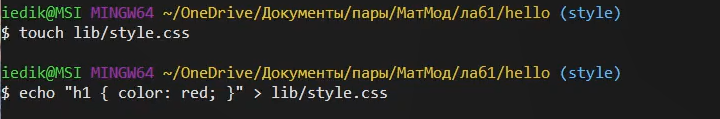 iedik@MSI MINGW64 ~/OneDrive/Документы/пары/МатМод/лаб1/hello (style)
$ touch lib/style.css
iedik@MSI MINGW64 ~/OneDrive/Документы/пары/МатМод/лаб1/hello (style)
$ echo "h1 { color: red; }" > lib/style.css